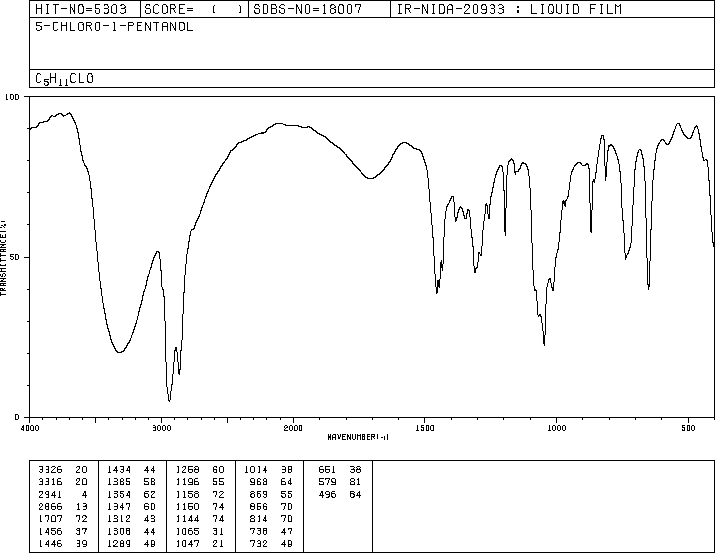 HIT-NO=5303 SCORE= ( ) SDBS-NO=18007 IR-NIDA-20933 : LIQUID FILM
5-CHLORO-1-PENTANOL
C5H11CLO
100
50
0
TRANSMITTANCE(%)
4000 3000 2000 1500 1000 500
WAVENUMBER(-1)
3326 20 1434 44 1258 60 1014 38 651 38
3316 20 1385 58 1196 55 968 64 579 81
2941 4 1354 62 1158 72 869 55 496 84
2866 13 1347 60 1150 74 856 70
1707 72 1312 43 1144 74 814 70
1456 37 1308 44 1065 31 738 47
1446 39 1289 49 1047 21 732 49